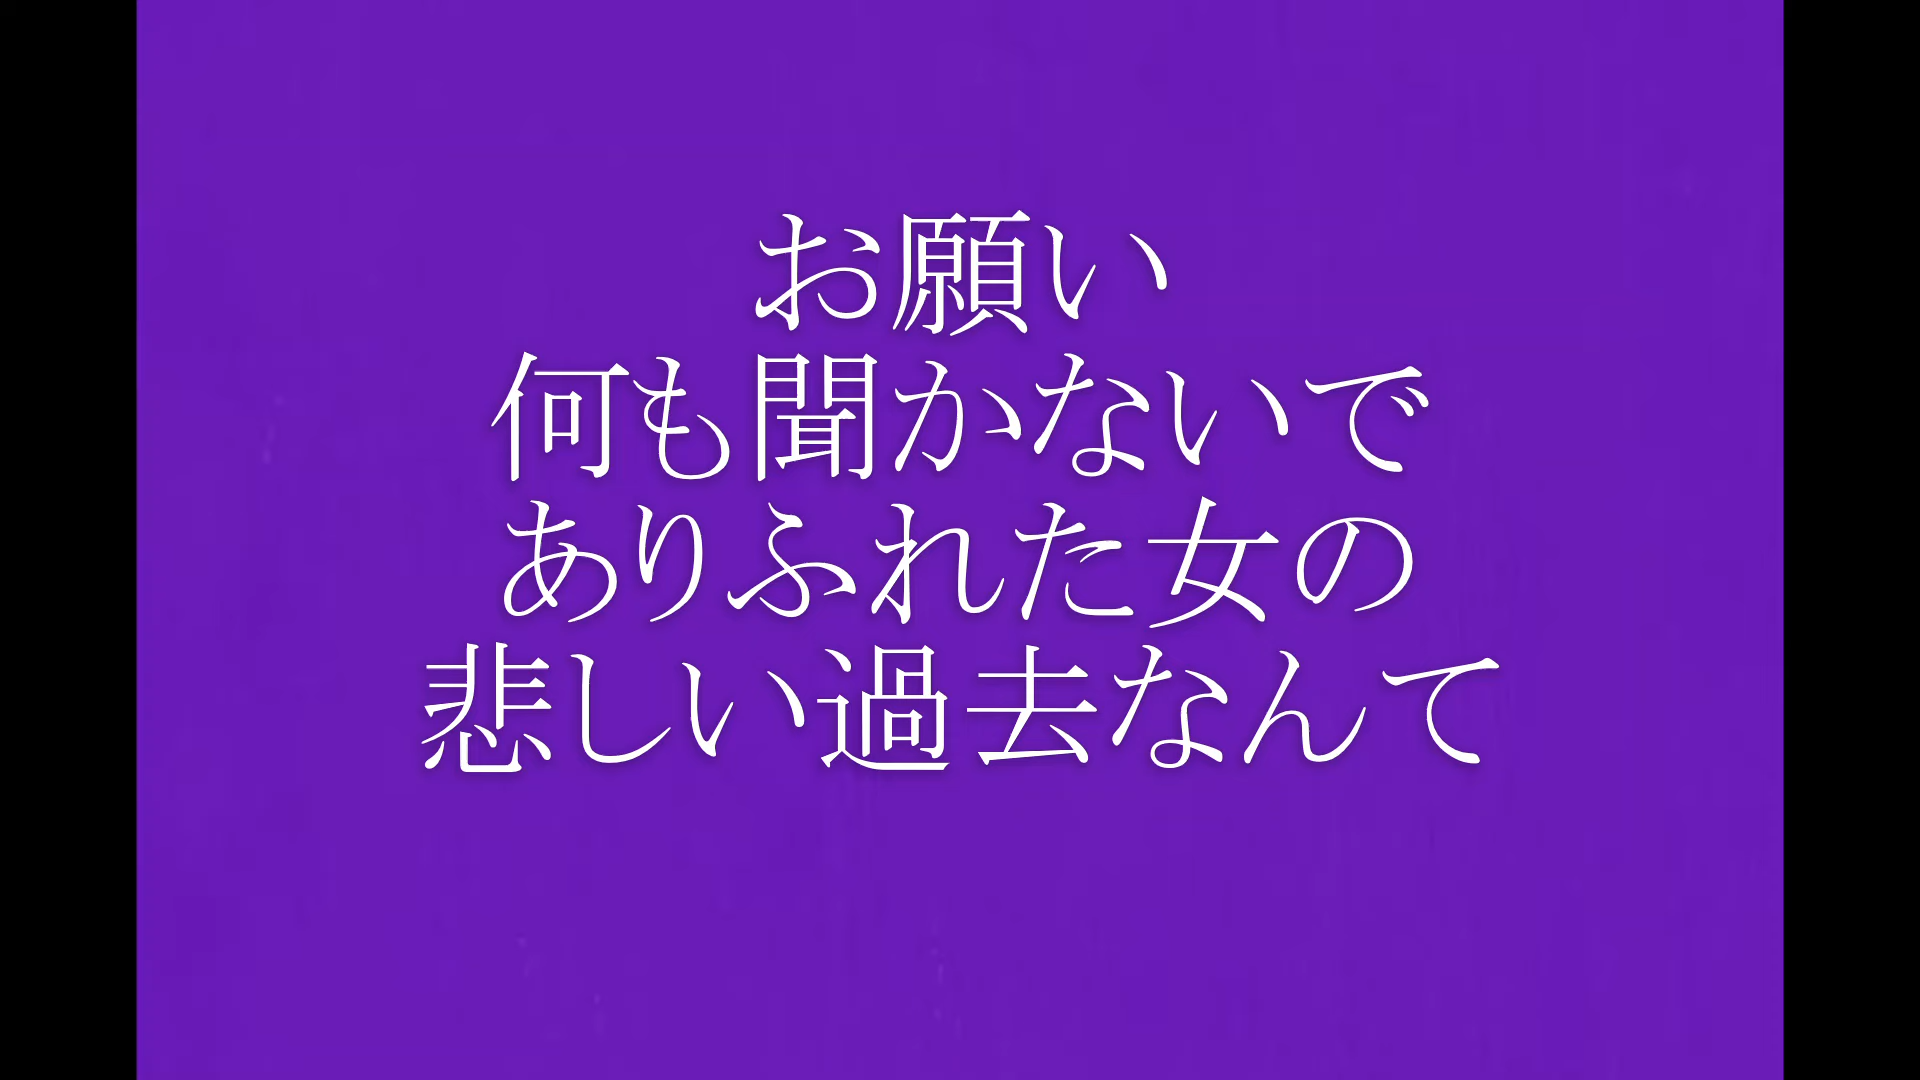 お願い
何も聞かないで
ありふれた女の
悲しい過去なんて